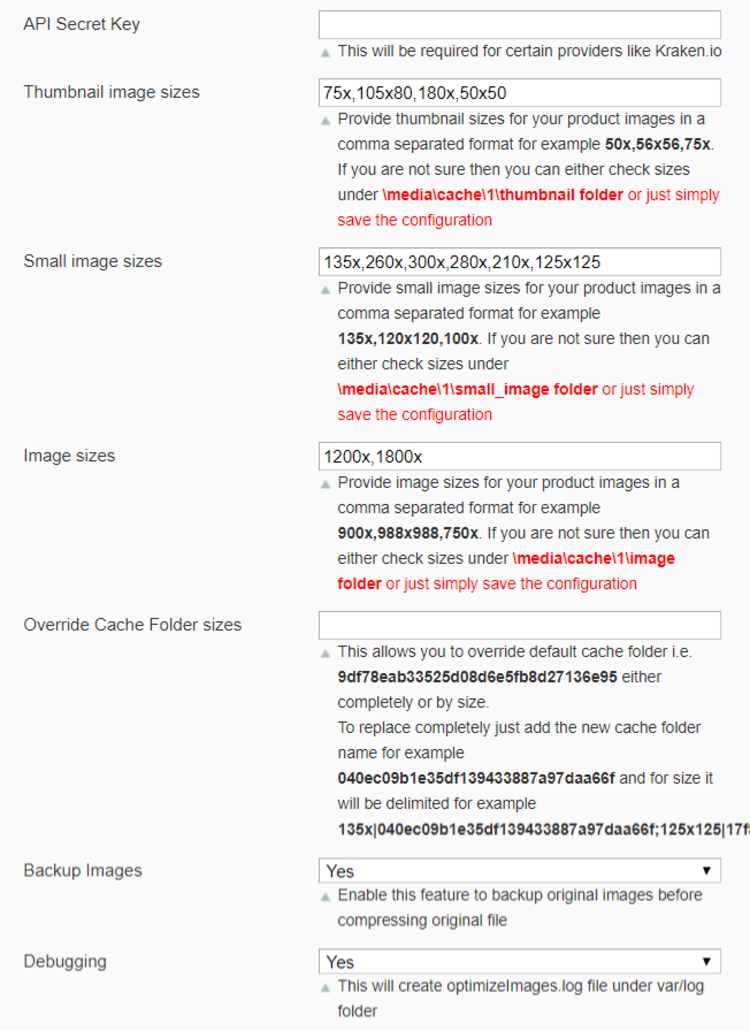 API Secret Key
This will be required for certain providers like Kraken.io
Thumbnail image sizes
75x,105x80,180x,50x50
Provide thumbnail sizes for your product images in a
comma separated format for example 50x,56x56,75x.
If you are not sure then you can either check sizes
under \media\cache\1\thumbnail folder or just simply
save the configuration
Small image sizes
135x,260x,300x,280x,210x,125x125
Provide small image sizes for your product images in a
comma separated format for example
135x,120x120,100x. If you are not sure then you can
either check sizes under
\media\cache\1\small_image folder or just simply
save the configuration
Image sizes
1200x,1800x
Provide image sizes for your product images in a
comma separated format for example
900x,988x988,750x. If you are not sure then you can
either check sizes under \media\cache\1\image
folder or just simply save the configuration
Override Cache Folder sizes
This allows you to override default cache folder i.e.
9df78eab33525d08d6e5fb8d27136e95 either
completely or by size.
To replace completely just add the new cache folder
name for example
040ec09b1e35df139433887a97daa66f and for size it
will be delimited for example
135x|040ec09b1e35df139433887a97daa66f;125x125|17f
Backup Images
Yes
Enable this feature to backup original images before
compressing original file
Debugging
Yes
This will create optimizeImages.log file under var/log
folder